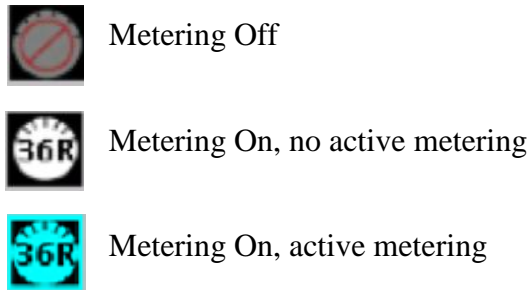 Metering Off
36R
Metering On, no active metering
36R
Metering On, active metering